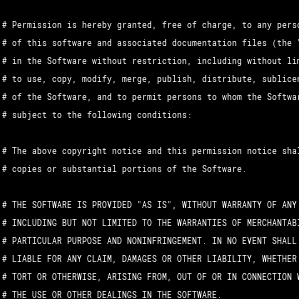 # Permission is hereby granted, free of charge, to any
# of this software and associated documentation files (the
# in the Software without restriction, including without
# to use, copy, modify, merge, publish, distribute,
# of the Software, and to permit persons to whom the
# subject to the following conditions:
# The above copyright notice and this permission notice
# copies or substantial portions of the Software.
# THE SOFTWARE IS PROVIDED "AS IS", WITHOUT WARRANTY OF ANY
# INCLUDING BUT NOT LIMITED TO THE WARRANTIES OF
# PARTICULAR PURPOSE AND NONINFRINGEMENT. IN NO EVENT SHALL
# LIABLE FOR ANY CLAIM, DAMAGES OR OTHER LIABILITY, WHETHER
# TORT OR OTHERWISE, ARISING FROM, OUT OF OR IN CONNECTION
# THE USE OR OTHER DEALINGS IN THE SOFTWARE.